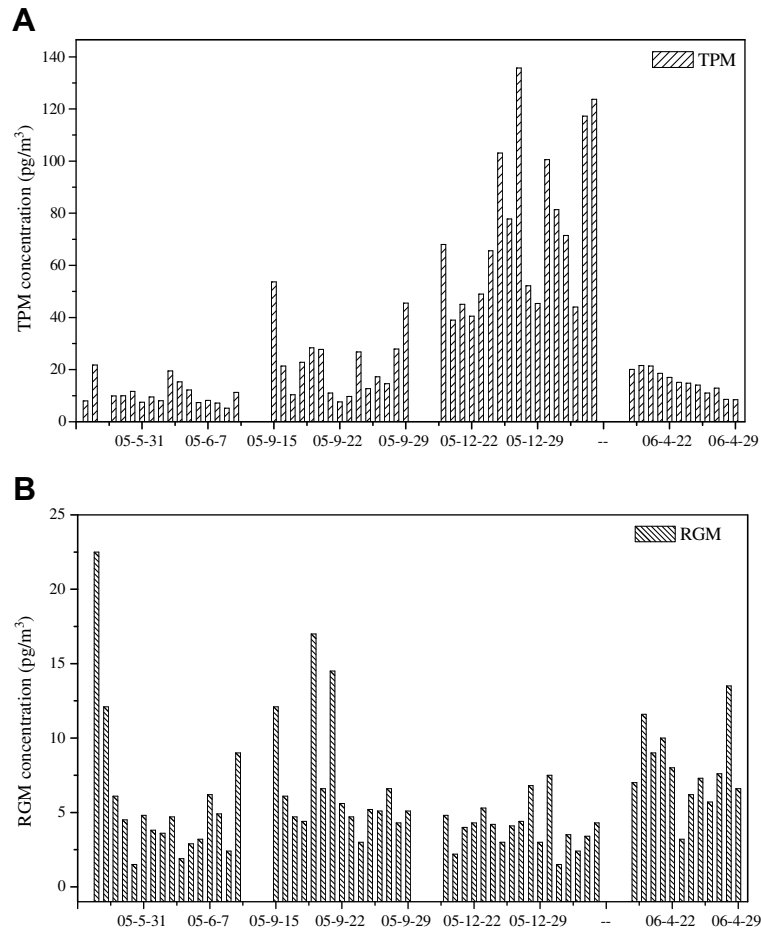 A
TPM
TPM concentration (pg/m³)
140
120
100
80
60
40
20
0
05-5-31 05-6-7 05-9-15 05-9-22 05-9-29 05-12-22 05-12-29 -- 06-4-22 06-4-29
B
RGM
RGM concentration (pg/m³)
25
20
15
10
5
0
05-5-31 05-6-7 05-9-15 05-9-22 05-9-29 05-12-22 05-12-29 -- 06-4-22 06-4-29